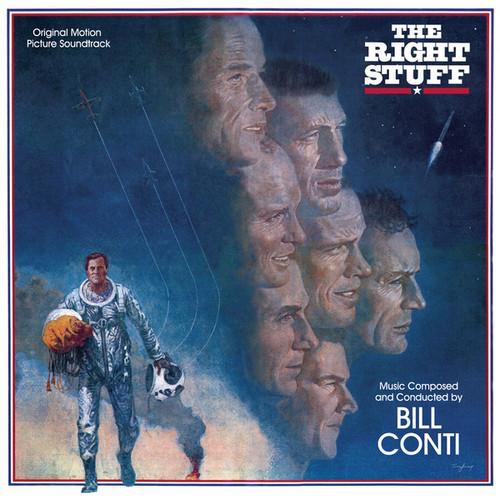 Original Motion
Picture Soundtrack
THE
RIGHT
STUFF
Music Composed
and Conducted by
BILL
CONTI